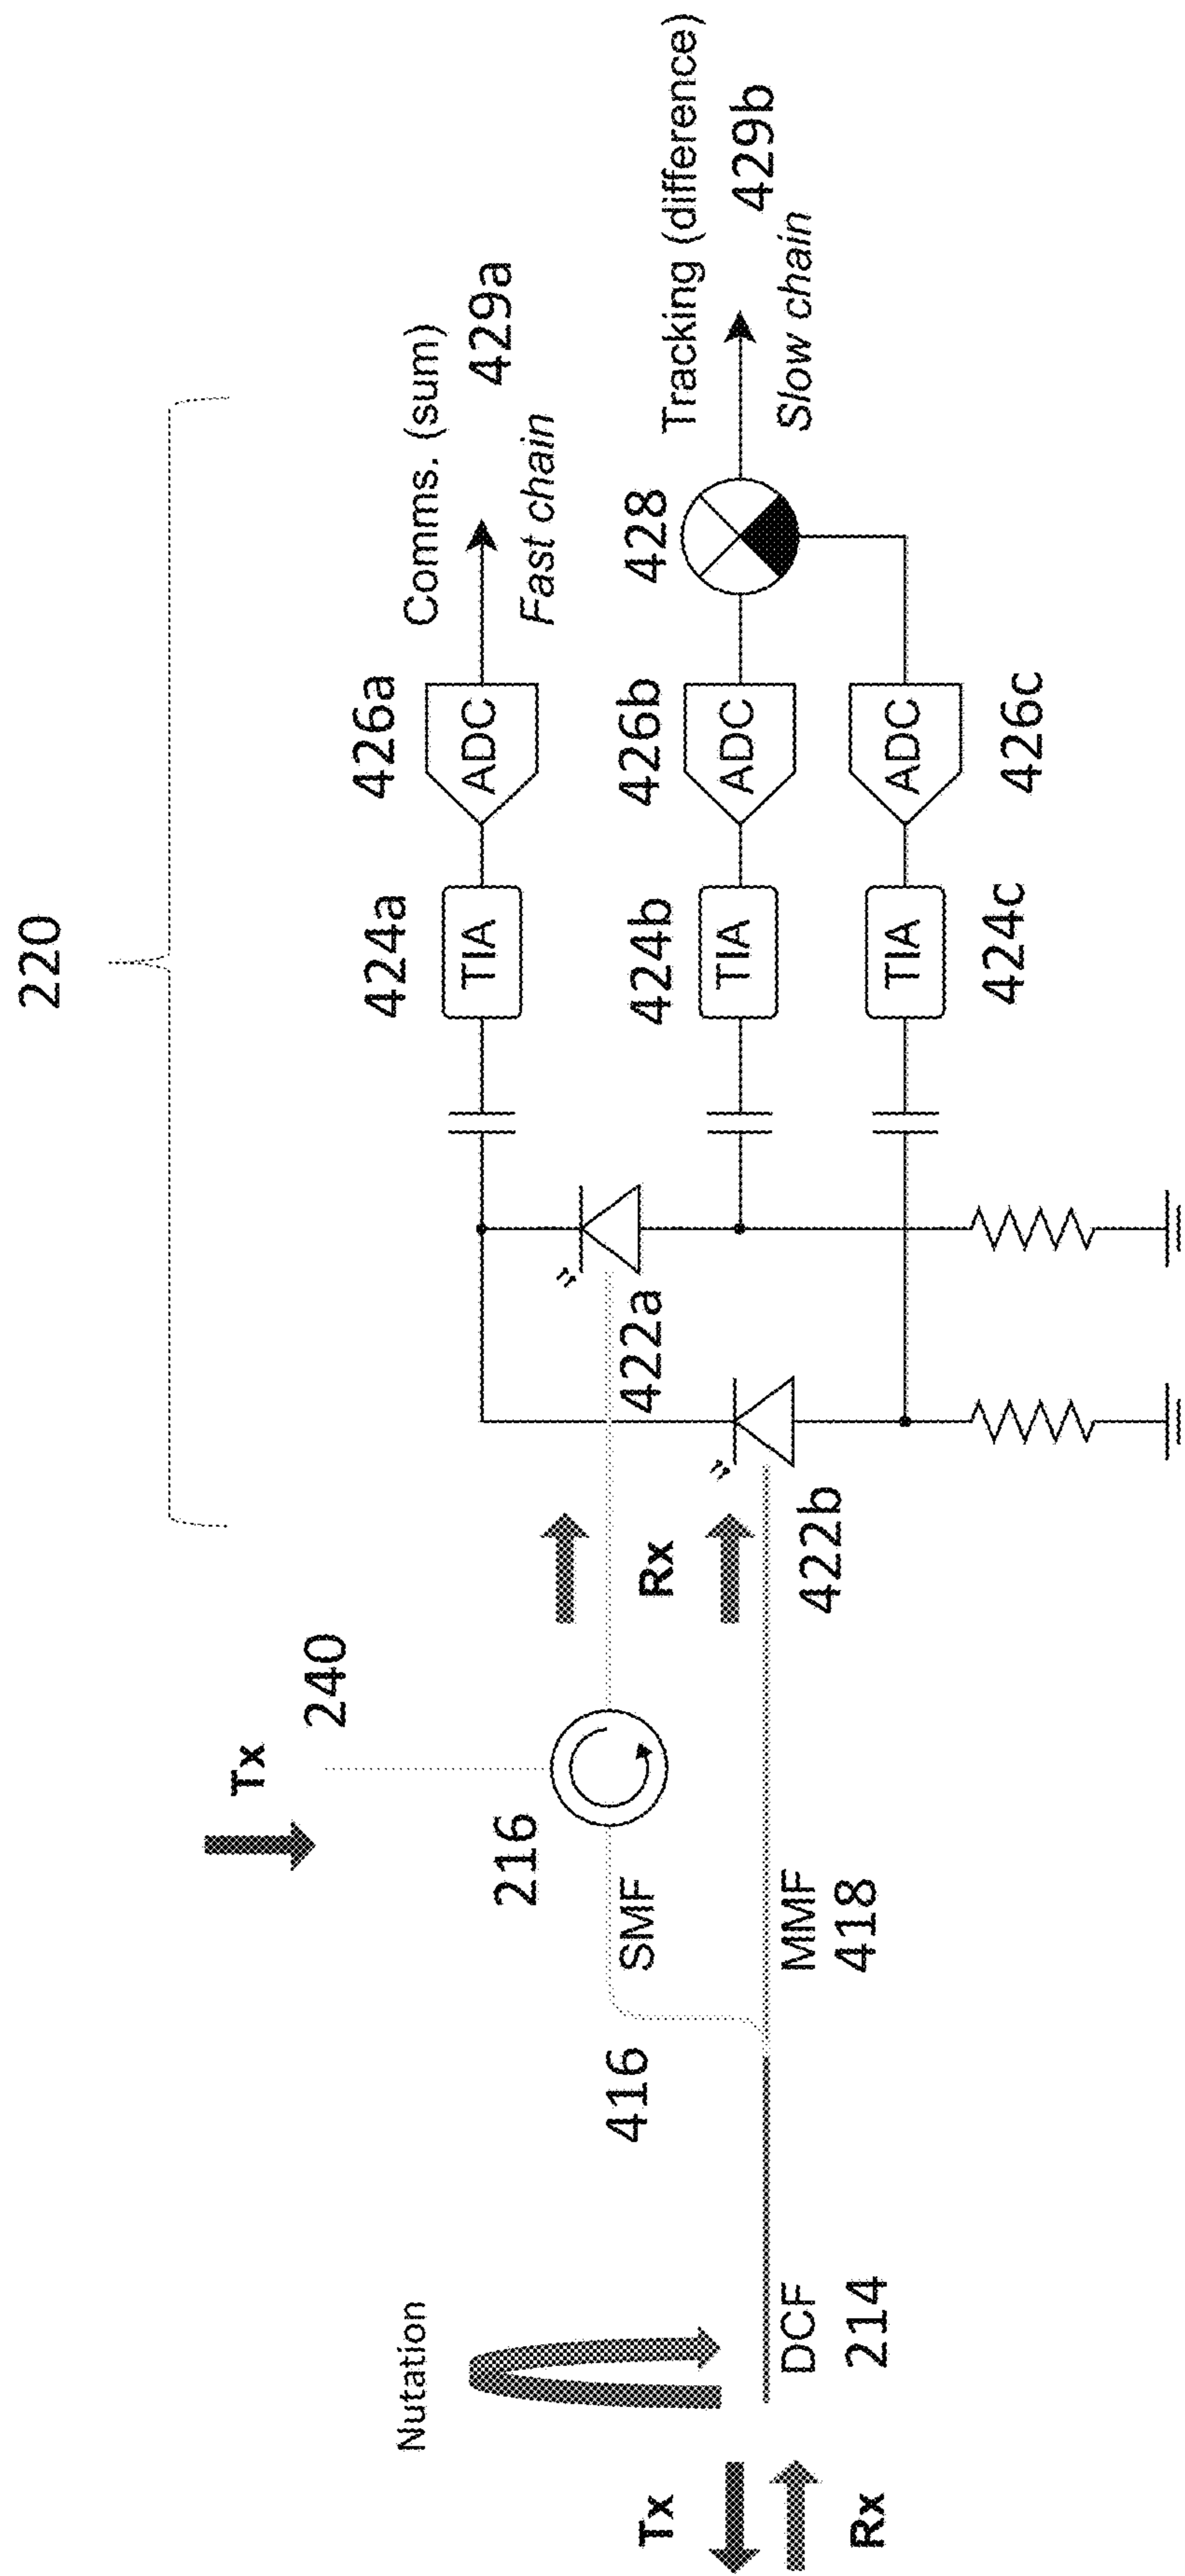 220
Comms. (sum)
429a
Fast chain
Tracking (difference)
429b
Slow chain
428
426a
ADC
426b
ADC
ADC
426c
424a
TIA
424b
TIA
TIA
424c
422a
422b
Rx
Tx
240
216
SMF
416
MMF
418
Nutation
DCF
214
Tx
Rx